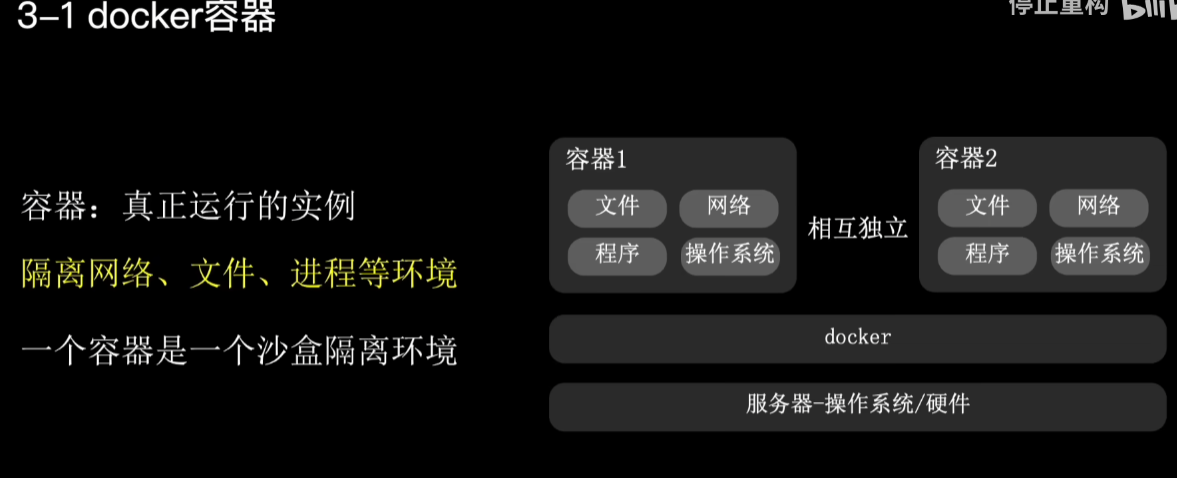 3-1 docker容器
停止重构 bili
容器：真正运行的实例
隔离网络、文件、进程等环境
一个容器是一个沙盒隔离环境
容器1
文件 网络
程序 操作系统
相互独立
容器2
文件 网络
程序 操作系统
docker
服务器-操作系统/硬件